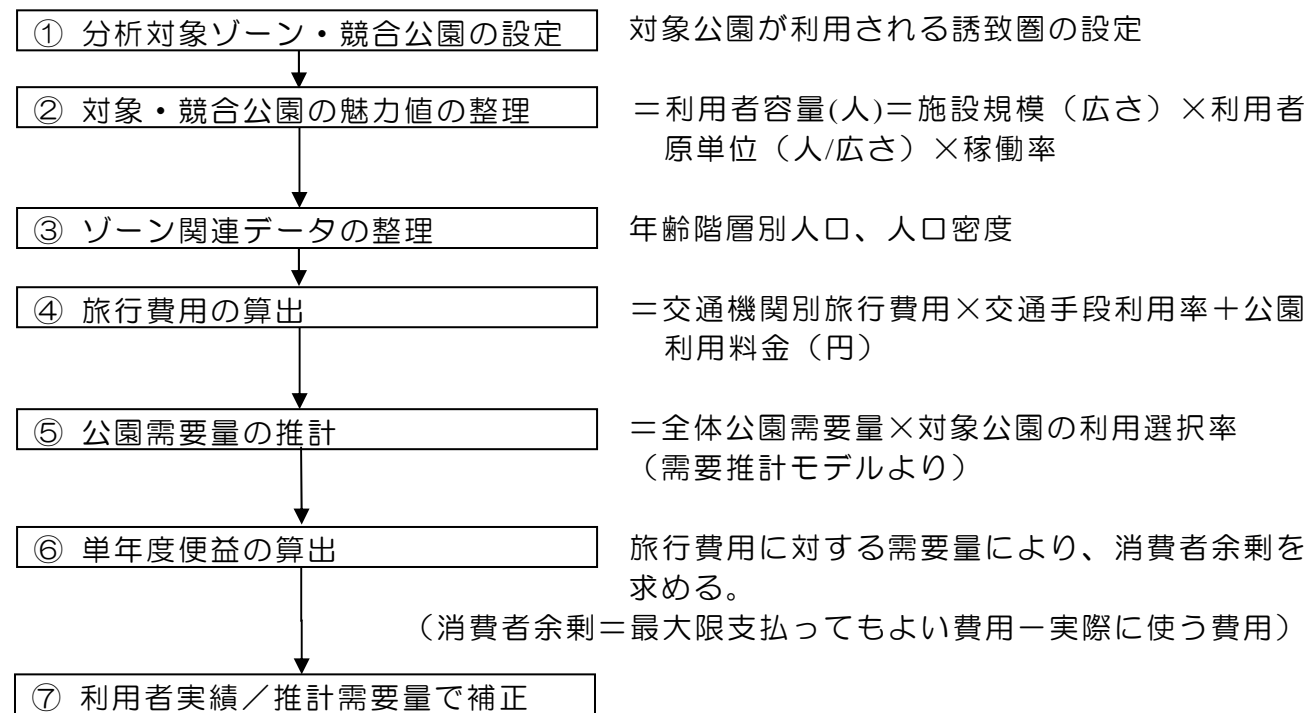 ① 分析対象ゾーン・競合公園の設定
対象公園が利用される誘致圏の設定
② 対象・競合公園の魅力値の整理
＝利用者容量(人)＝施設規模（広さ）×利用者
原単位（人/広さ）×稼働率
③ ゾーン関連データの整理
年齢階層別人口、人口密度
④ 旅行費用の算出
＝交通機関別旅行費用×交通手段利用率＋公園
利用料金（円）
⑤ 公園需要量の推計
＝全体公園需要量×対象公園の利用選択率
（需要推計モデルより）
⑥ 単年度便益の算出
旅行費用に対する需要量により、消費者余剰を
求める。
（消費者余剰＝最大限支払ってもよい費用－実際に使う費用）
⑦ 利用者実績／推計需要量で補正